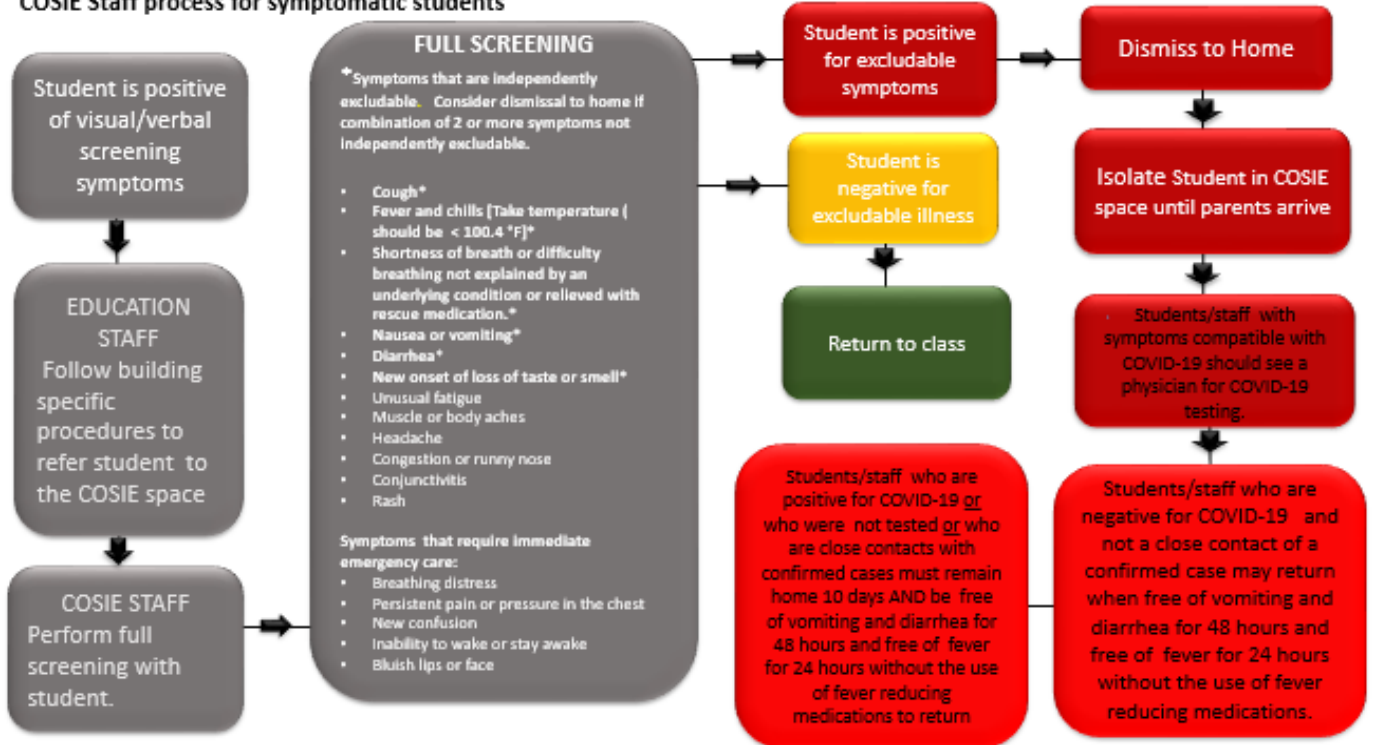 COSIE Staff process for symptomatic students
Student is positive
of visual/verbal
screening
symptoms
EDUCATION
STAFF
Follow building
specific
procedures to
refer student to
the COSIE space
COSIE STAFF
Perform full
screening with
student.
FULL SCREENING
*Symptoms that are independently
excludable. Consider dismissal to home if
combination of 2 or more symptoms not
independently excludable.
• Cough*
• Fever and chills [Take temperature (
should be < 100.4 °F]*
• Shortness of breath or difficulty
breathing not explained by an
underlying condition or relieved with
rescue medication.*
• Nausea or vomiting*
• Diarrhea*
• New onset of loss of taste or smell*
• Unusual fatigue
• Muscle or body aches
• Headache
• Congestion or runny nose
• Conjunctivitis
• Rash
Symptoms that require immediate
emergency care:
• Breathing distress
• Persistent pain or pressure in the chest
• New confusion
• Inability to wake or stay awake
• Bluish lips or face
Student is positive
for excludable
symptoms
Dismiss to Home
Isolate Student in COSIE
space until parents arrive
Student is
negative for
excludable illness
Return to class
Students/staff with
symptoms compatible with
COVID-19 should see a
physician for COVID-19
testing.
Students/staff who are
negative for COVID-19 and
not a close contact of a
confirmed case may return
when free of vomiting and
diarrhea for 48 hours and
free of fever for 24 hours
without the use of fever
reducing medications.
Students/staff who are
positive for COVID-19 or
who were not tested or who
are close contacts with
confirmed cases must remain
home 10 days AND be free
of vomiting and diarrhea for
48 hours and free of fever
for 24 hours without the use
of fever reducing
medications to return